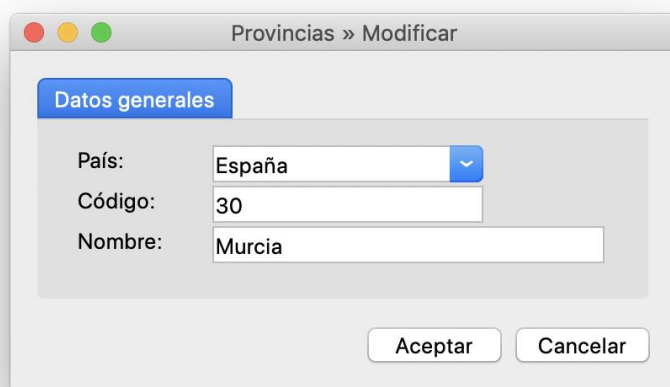 Provincias » Modificar
Datos generales
País: España
Código: 30
Nombre: Murcia
Aceptar Cancelar